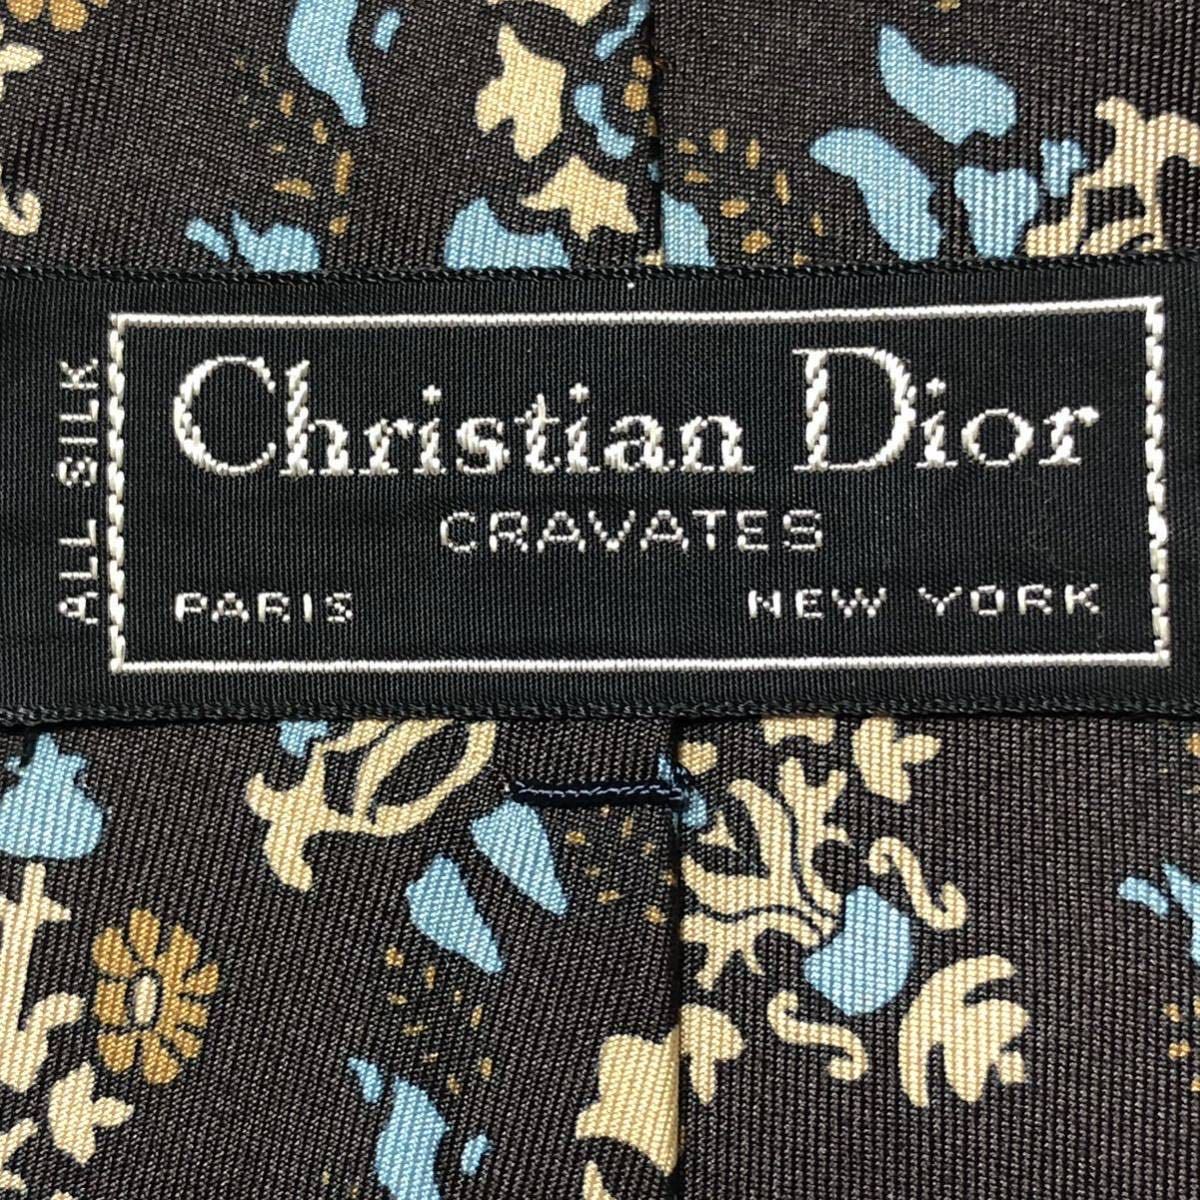 ALL SILK
Christian Dior
CRAVATES
PARIS NEW YORK